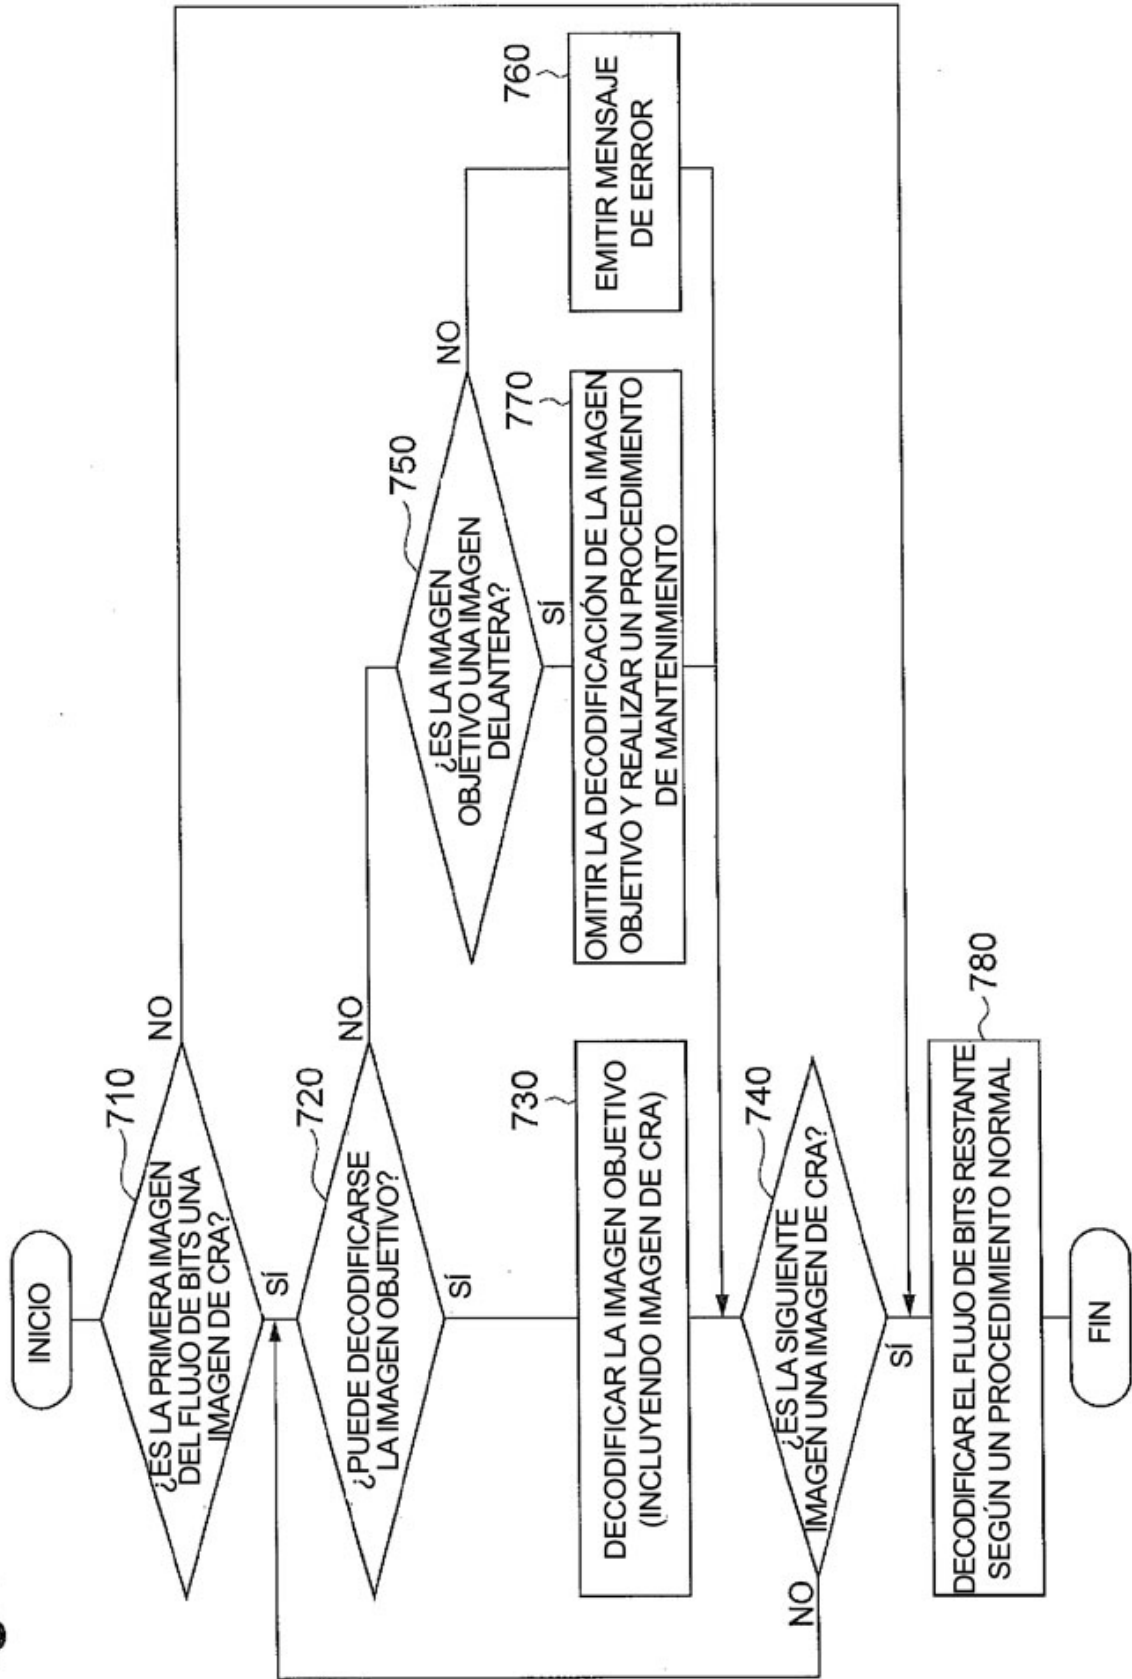 INICIO
¿ES LA PRIMERA IMAGEN
DEL FLUJO DE BITS UNA
IMAGEN DE CRA?
710
NO
SÍ
¿PUEDE DECODIFICARSE
LA IMAGEN OBJETIVO?
720
NO
SÍ
¿ES LA IMAGEN
OBJETIVO UNA IMAGEN
DELANTERA?
750
NO
SÍ
DECODIFICAR LA IMAGEN OBJETIVO
(INCLUYENDO IMAGEN DE CRA)
730
OMITIR LA DECODIFICACIÓN DE LA IMAGEN
OBJETIVO Y REALIZAR UN PROCEDIMIENTO
DE MANTENIMIENTO
770
EMITIR MENSAJE
DE ERROR
760
¿ES LA SIGUIENTE
IMAGEN UNA IMAGEN DE CRA?
740
NO
SÍ
DECODIFICAR EL FLUJO DE BITS RESTANTE
SEGÚN UN PROCEDIMIENTO NORMAL
780
FIN